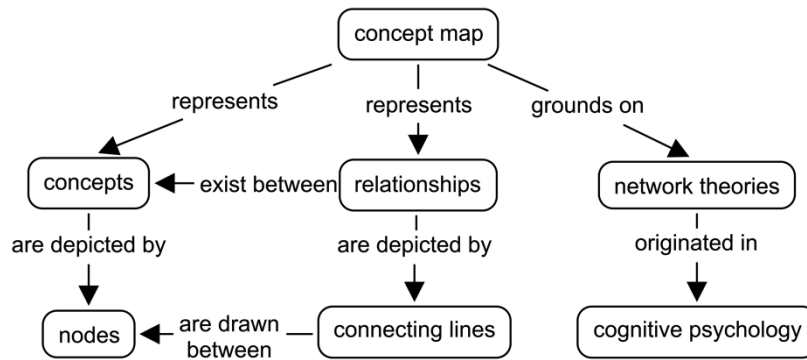 concept map
represents
represents
grounds on
concepts
exist between
relationships
network theories
are depicted by
are depicted by
originated in
nodes
are drawn
between
connecting lines
cognitive psychology